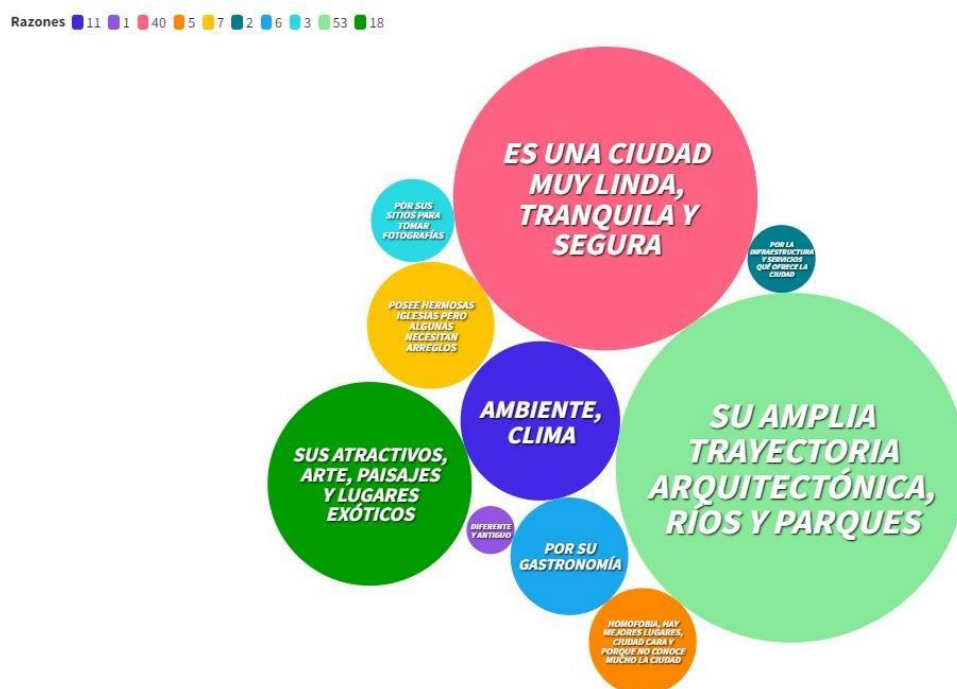 Razones 11 1 40 5 7 2 6 3 53 18
ES UNA CIUDAD
MUY LINDA,
TRANQUILA Y
SEGURA
POR SUS
SITIOS PARA
TOMAR
FOTOGRAFÍAS
POR LA
INFRAESTRUCTURA
Y SERVICIOS
QUÉ OFRECE LA
CIUDAD
POSEE HERMOSAS
IGLESIAS PERO
ALGUNAS
NECESITAN
ARREGLOS
AMBIENTE,
CLIMA
SU AMPLIA
TRAYECTORIA
ARQUITECTÓNICA,
RÍOS Y PARQUES
SUS ATRACTIVOS,
ARTE, PAISAJES
Y LUGARES
EXÓTICOS
DIFERENTE
Y ANTIGUO
POR SU
GASTRONOMÍA
HOMOFOBIA, HAY
MEJORES LUGARES,
CIUDAD CARA Y
PORQUE NO CONOCE
MUCHO LA CIUDAD